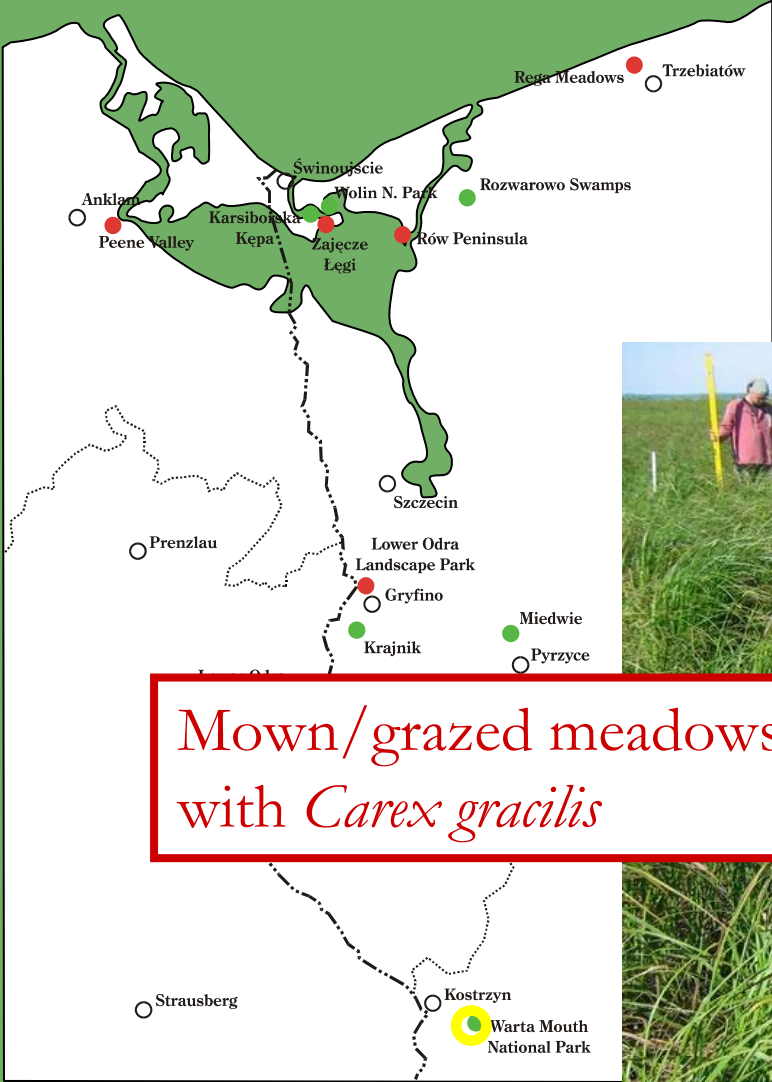 Rega Meadows
Trzebiatów
Świnoujście
Wolin N. Park
Rozwarowo Swamps
Anklam
Karsiborska
Kępa
Peene Valley
Zajęcze
Łęgi
Rów Peninsula
Szczecin
Prenzlau
Lower Odra
Landscape Park
Gryfino
Miedwie
Krajnik
Pyrzyce
Lower Odra
Mown/grazed meadows
with Carex gracilis
Kostrzyn
Strausberg
Warta Mouth
National Park